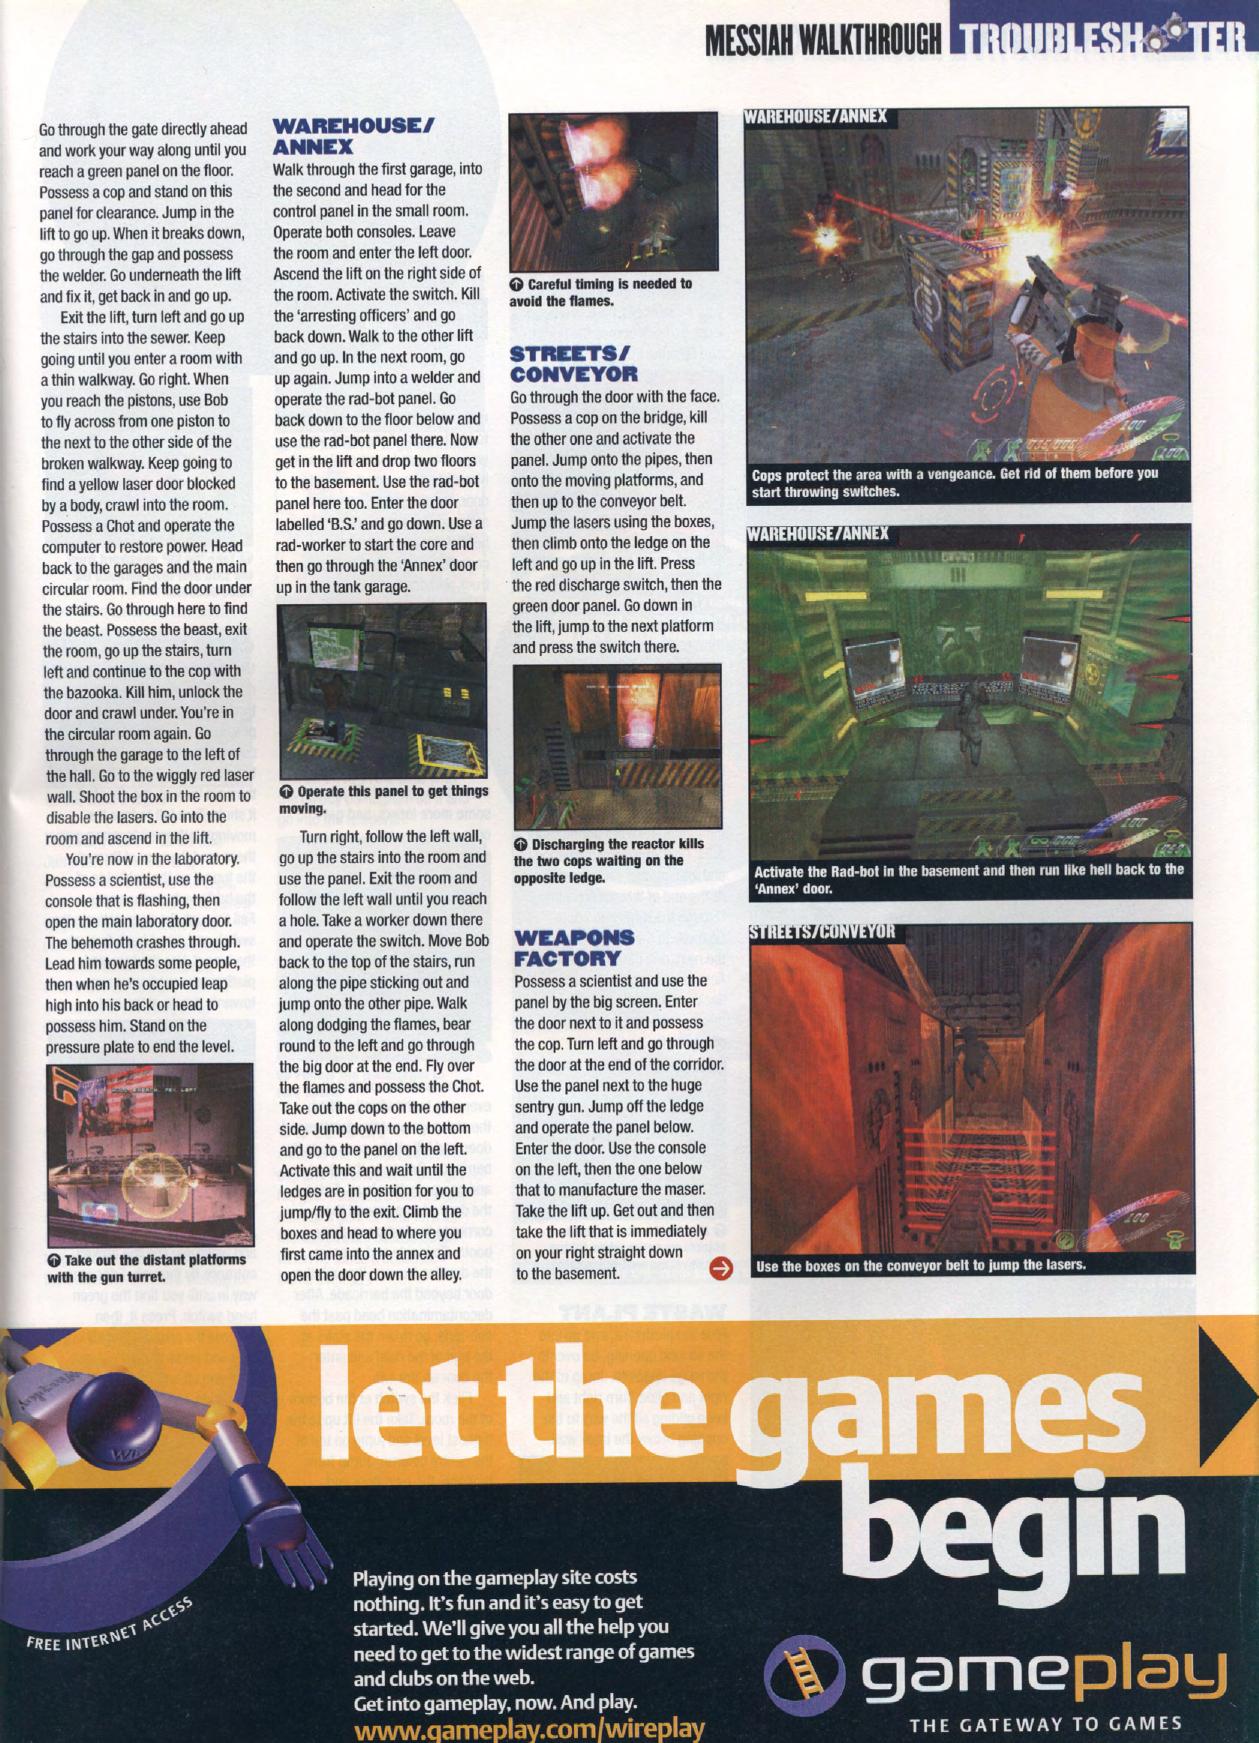 MESSIAH WALKTHROUGH TROUBLESHOOTER
Go through the gate directly ahead
and work your way along until you
reach a green panel on the floor.
Possess a cop and stand on this
panel for clearance. Jump in the
lift to go up. When it breaks down,
go through the gap and possess
the welder. Go underneath the lift
and fix it, get back in and go up.
Exit the lift, turn left and go up
the stairs into the sewer. Keep
going until you enter a room with
a thin walkway. Go right. When
you reach the pistons, use Bob
to fly across from one piston to
the next to the other side of the
broken walkway. Keep going to
find a yellow laser door blocked
by a body, crawl into the room.
Possess a Chot and operate the
computer to restore power. Head
back to the garages and the main
circular room. Find the door under
the stairs. Go through here to find
the beast. Possess the beast, exit
the room, go up the stairs, turn
left and continue to the cop with
the bazooka. Kill him, unlock the
door and crawl under. You're in
the circular room again. Go
through the garage to the left of
the hall. Go to the wiggly red laser
wall. Shoot the box in the room to
disable the lasers. Go into the
room and ascend in the lift.
You're now in the laboratory.
Possess a scientist, use the
console that is flashing, then
open the main laboratory door.
The behemoth crashes through.
Lead him towards some people,
then when he's occupied leap
high into his back or head to
possess him. Stand on the
pressure plate to end the level.
Take out the distant platforms
with the gun turret.
WAREHOUSE/
ANNEX
Walk through the first garage, into
the second and head for the
control panel in the small room.
Operate both consoles. Leave
the room and enter the left door.
Ascend the lift on the right side of
the room. Activate the switch. Kill
the 'arresting officers' and go
back down. Walk to the other lift
and go up. In the next room, go
up again. Jump into a welder and
operate the rad-bot panel. Go
back down to the floor below and
use the rad-bot panel there. Now
get in the lift and drop two floors
to the basement. Use the rad-bot
panel here too. Enter the door
labelled 'B.S.' and go down. Use a
rad-worker to start the core and
then go through the 'Annex' door
up in the tank garage.
Operate this panel to get things
moving.
Turn right, follow the left wall,
go up the stairs into the room and
use the panel. Exit the room and
follow the left wall until you reach
a hole. Take a worker down there
and operate the switch. Move Bob
back to the top of the stairs, run
along the pipe sticking out and
jump onto the other pipe. Walk
along dodging the flames, bear
round to the left and go through
the big door at the end. Fly over
the flames and possess the Chot.
Take out the cops on the other
side. Jump down to the bottom
and go to the panel on the left.
Activate this and wait until the
ledges are in position for you to
jump/fly to the exit. Climb the
boxes and head to where you
first came into the annex and
open the door down the alley.
Careful timing is needed to
avoid the flames.
STREETS/
CONVEYOR
Go through the door with the face.
Possess a cop on the bridge, kill
the other one and activate the
panel. Jump onto the pipes, then
onto the moving platforms, and
then up to the conveyor belt.
Jump the lasers using the boxes,
then climb onto the ledge on the
left and go up in the lift. Press
the red discharge switch, then the
green door panel. Go down in
the lift, jump to the next platform
and press the switch there.
Discharging the reactor kills
the two cops waiting on the
opposite ledge.
WEAPONS
FACTORY
Possess a scientist and use the
panel by the big screen. Enter
the door next to it and possess
the cop. Turn left and go through
the door at the end of the corridor.
Use the panel next to the huge
sentry gun. Jump off the ledge
and operate the panel below.
Enter the door. Use the console
on the left, then the one below
that to manufacture the maser.
Take the lift up. Get out and then
take the lift that is immediately
on your right straight down
to the basement.
WAREHOUSE/ANNEX
Cops protect the area with a vengeance. Get rid of them before you
start throwing switches.
WAREHOUSE/ANNEX
Activate the Rad-bot in the basement and then run like hell back to the
'Annex' door.
STREETS/CONVEYOR
Use the boxes on the conveyor belt to jump the lasers.
let the games
begin
FREE INTERNET ACCESS
Playing on the gameplay site costs
nothing. It's fun and it's easy to get
started. We'll give you all the help you
need to get to the widest range of games
and clubs on the web.
Get into gameplay, now. And play.
www.gameplay.com/wireplay
gameplay
THE GATEWAY TO GAMES